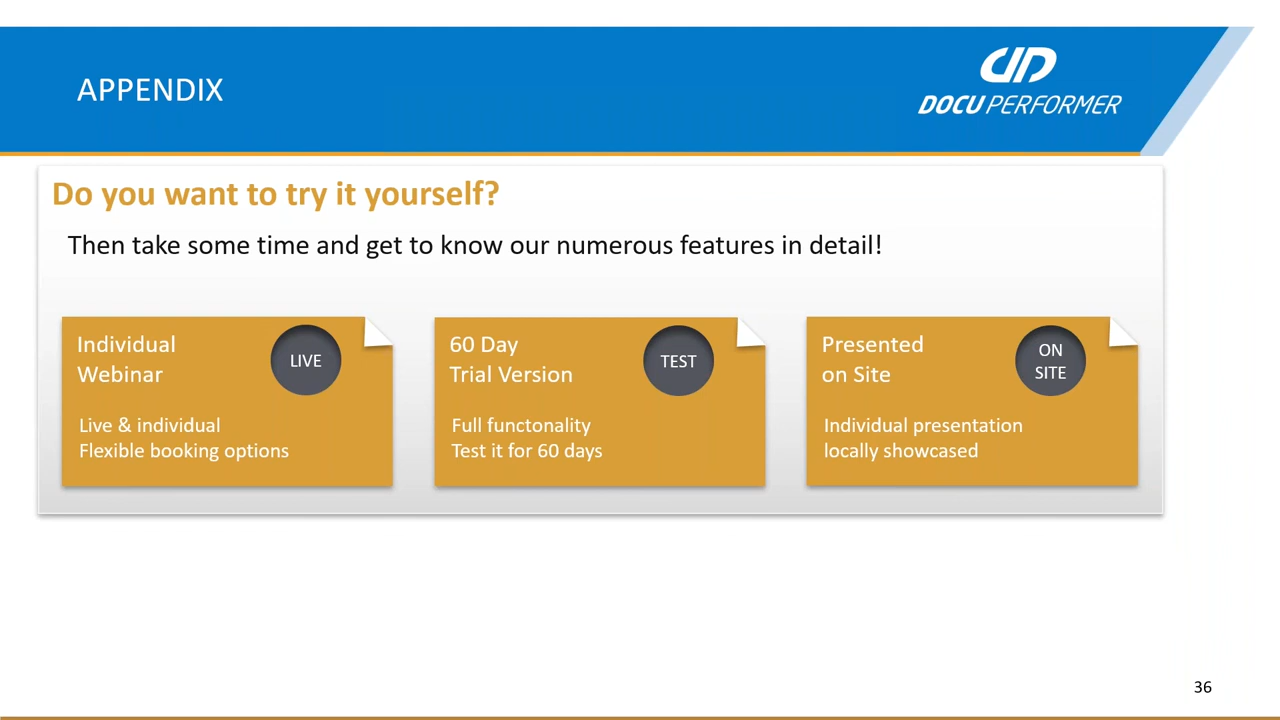 APPENDIX
DOCU PERFORMER
Do you want to try it yourself?
Then take some time and get to know our numerous features in detail!
Individual
Webinar
LIVE
Live & individual
Flexible booking options
60 Day
Trial Version
TEST
Full functonality
Test it for 60 days
Presented
on Site
ON
SITE
Individual presentation
locally showcased
36